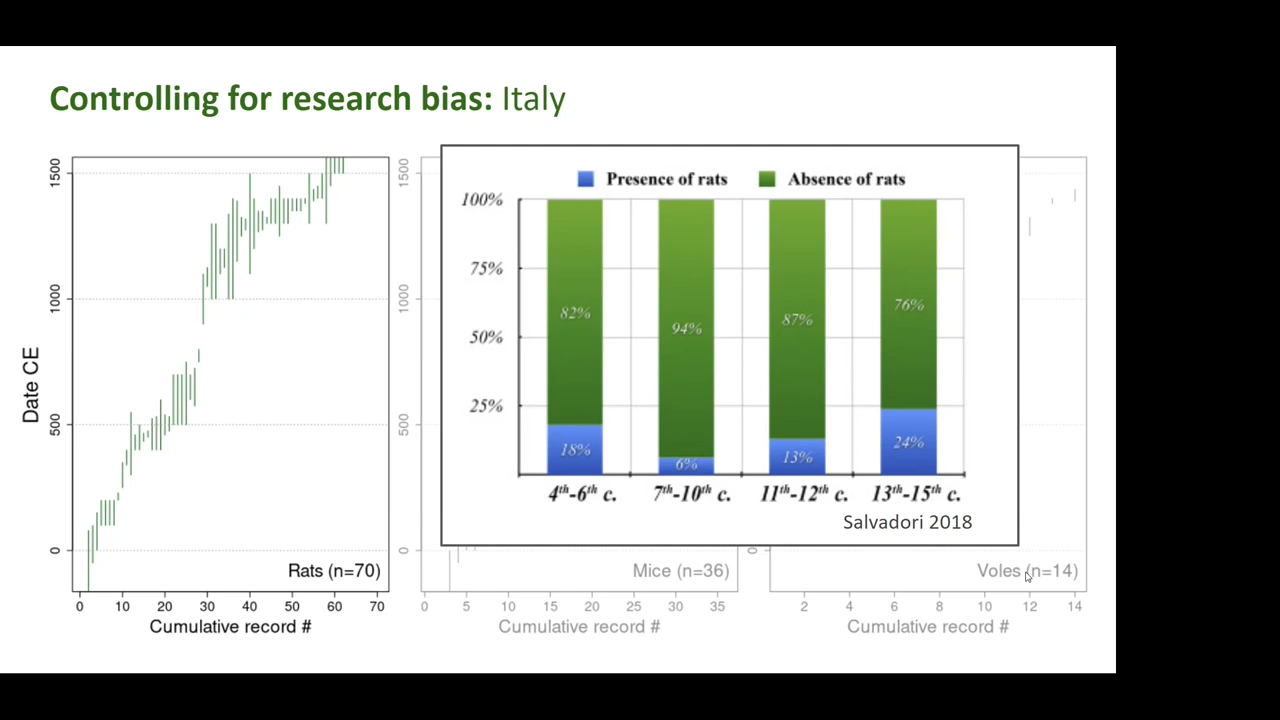 Controlling for research bias: Italy
Date CE
1500
1000
500
0
Rats (n=70)
0 10 20 30 40 50 60 70
Cumulative record #
1500
1000
500
0
Mice (n=36)
0 5 10 15 20 25 30 35
Cumulative record #
0
Voles (n=14)
2 4 6 8 10 12 14
Cumulative record #
Presence of rats Absence of rats
100%
75%
50%
25%
82% 94% 87% 76%
18% 6% 13% 24%
4th-6th c. 7th-10th c. 11th-12th c. 13th-15th c.
Salvadori 2018